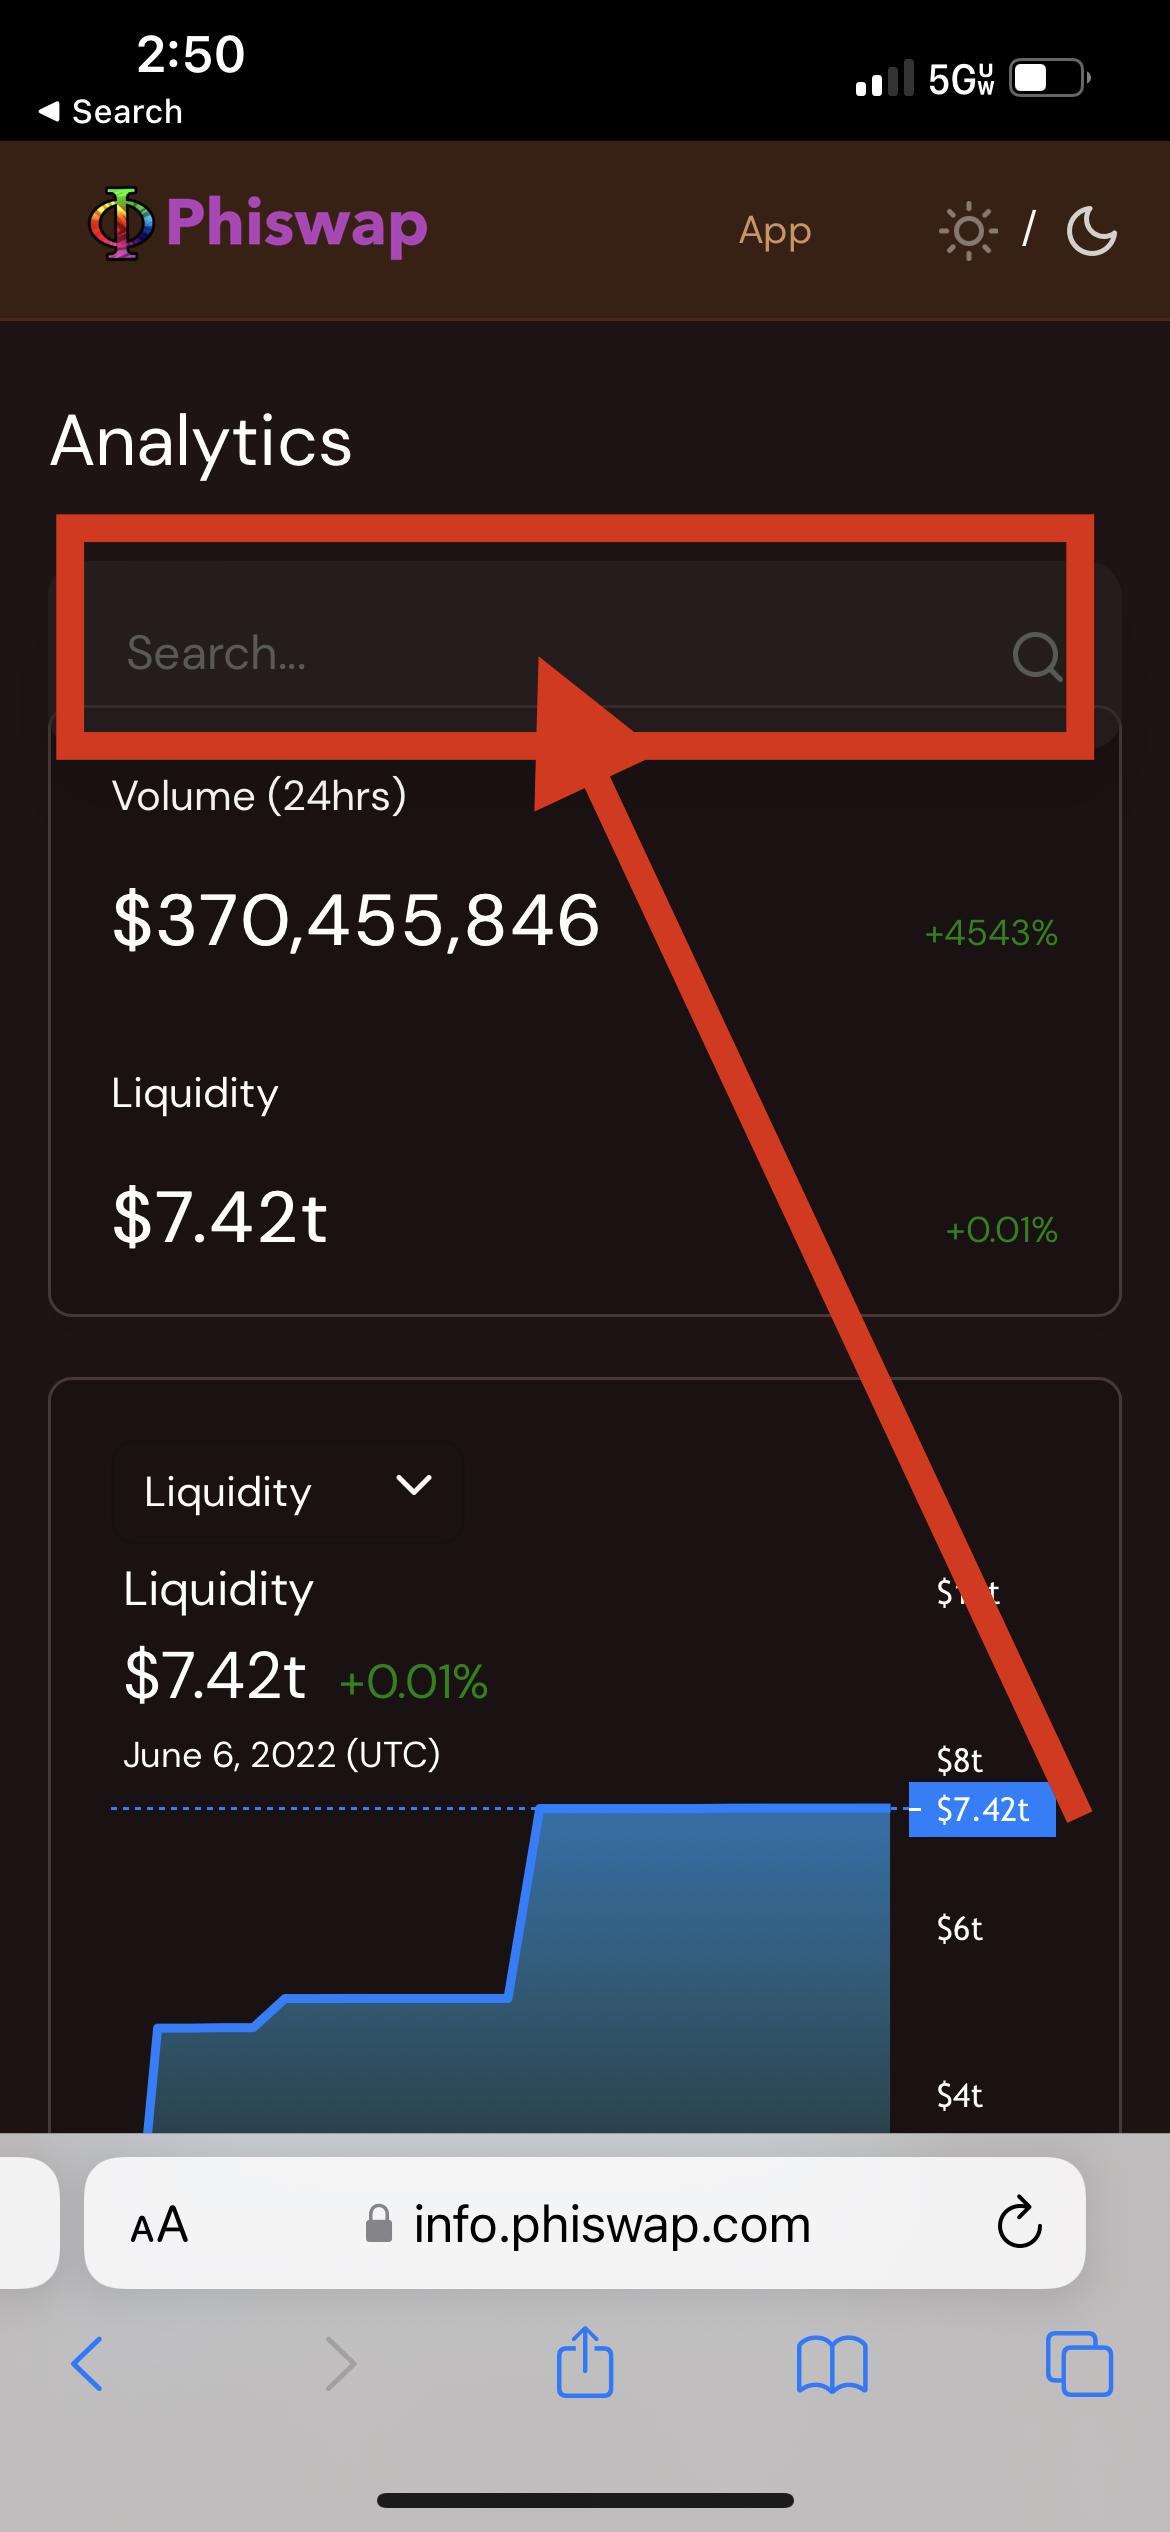 2:50
5G UW
Search
Phiswap
App
/
Analytics
Search...
Volume (24hrs)
$370,455,846
+4543%
Liquidity
$7.42t
+0.01%
Liquidity
Liquidity
$7.42t +0.01%
June 6, 2022 (UTC)
$8t
$7.42t
$6t
$4t
AA
info.phiswap.com